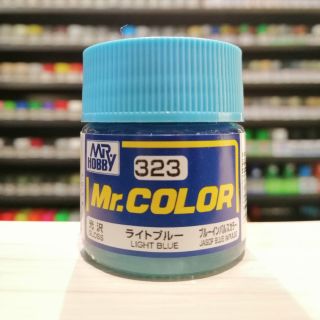 MR
HOBBY
323
Mr.COLOR
光沢
GLOSS
ライトブルー
LIGHT BLUE
ブルーインパルスカラー
JASDF BLUE IMPULSE